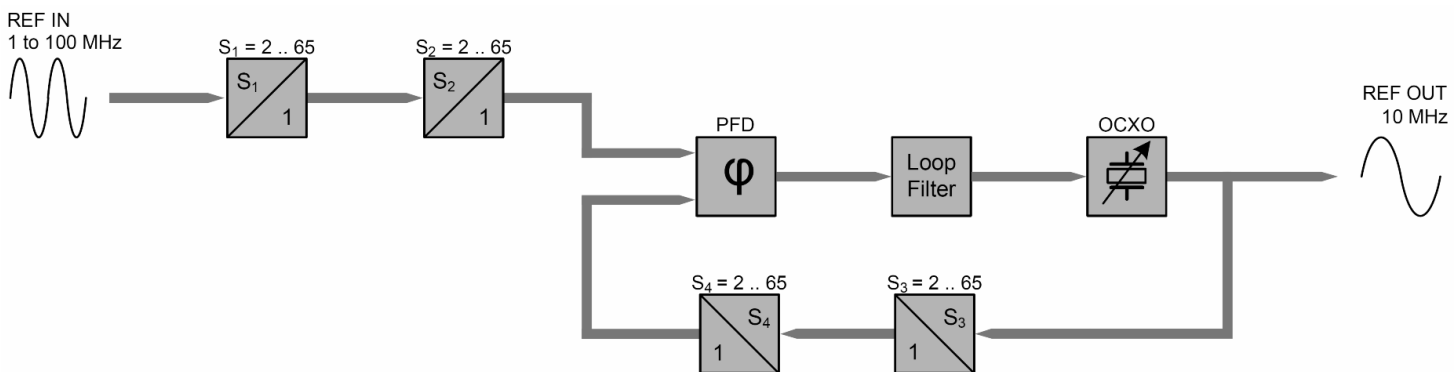 REF IN
1 to 100 MHz
S₁ = 2 .. 65
S₁
1
S₂ = 2 .. 65
S₂
1
PFD
φ
Loop
Filter
OCXO
REF OUT
10 MHz
S₄ = 2 .. 65
S₄
1
S₃ = 2 .. 65
S₃
1